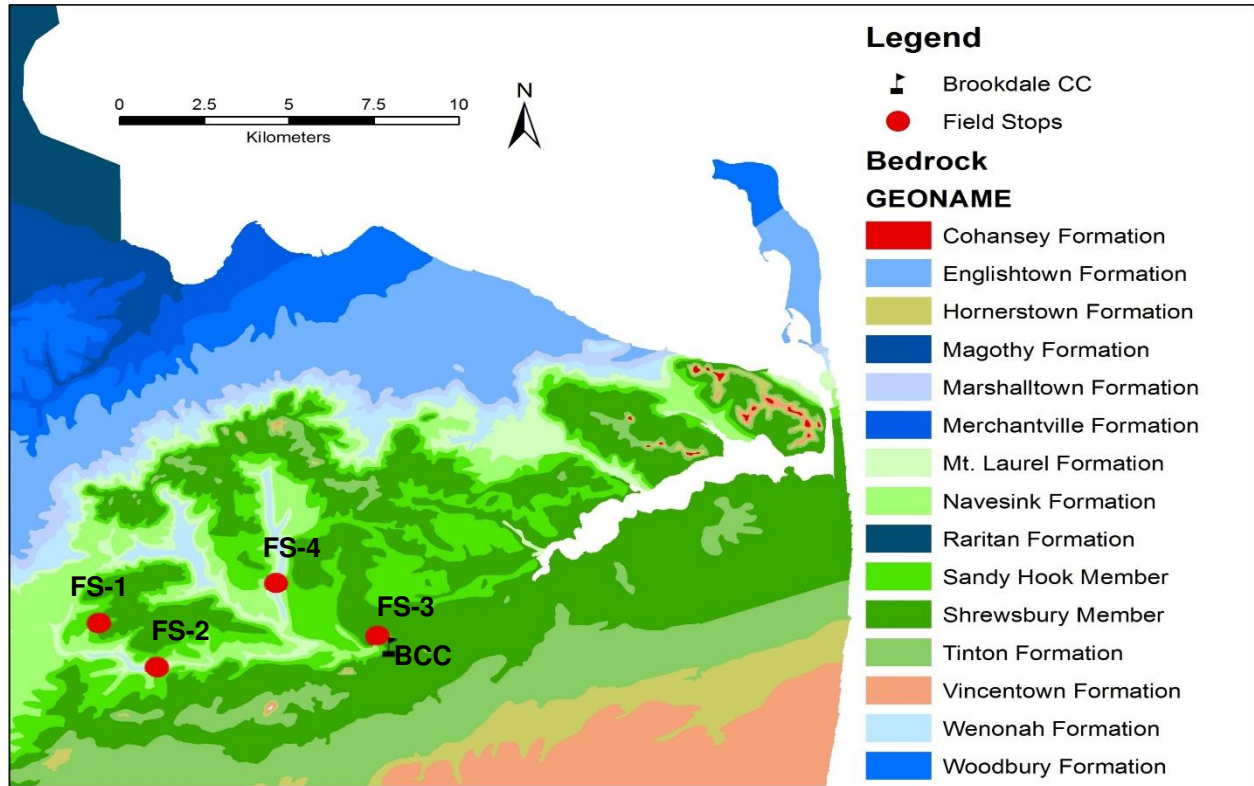 0 2.5 5 7.5 10
Kilometers
N
FS-1
FS-2
FS-4
FS-3
BCC
Legend
Brookdale CC
Field Stops
Bedrock
GEONAME
Cohansey Formation
Englishtown Formation
Hornerstown Formation
Magothy Formation
Marshalltown Formation
Merchantville Formation
Mt. Laurel Formation
Navesink Formation
Raritan Formation
Sandy Hook Member
Shrewsbury Member
Tinton Formation
Vincentown Formation
Wenonah Formation
Woodbury Formation